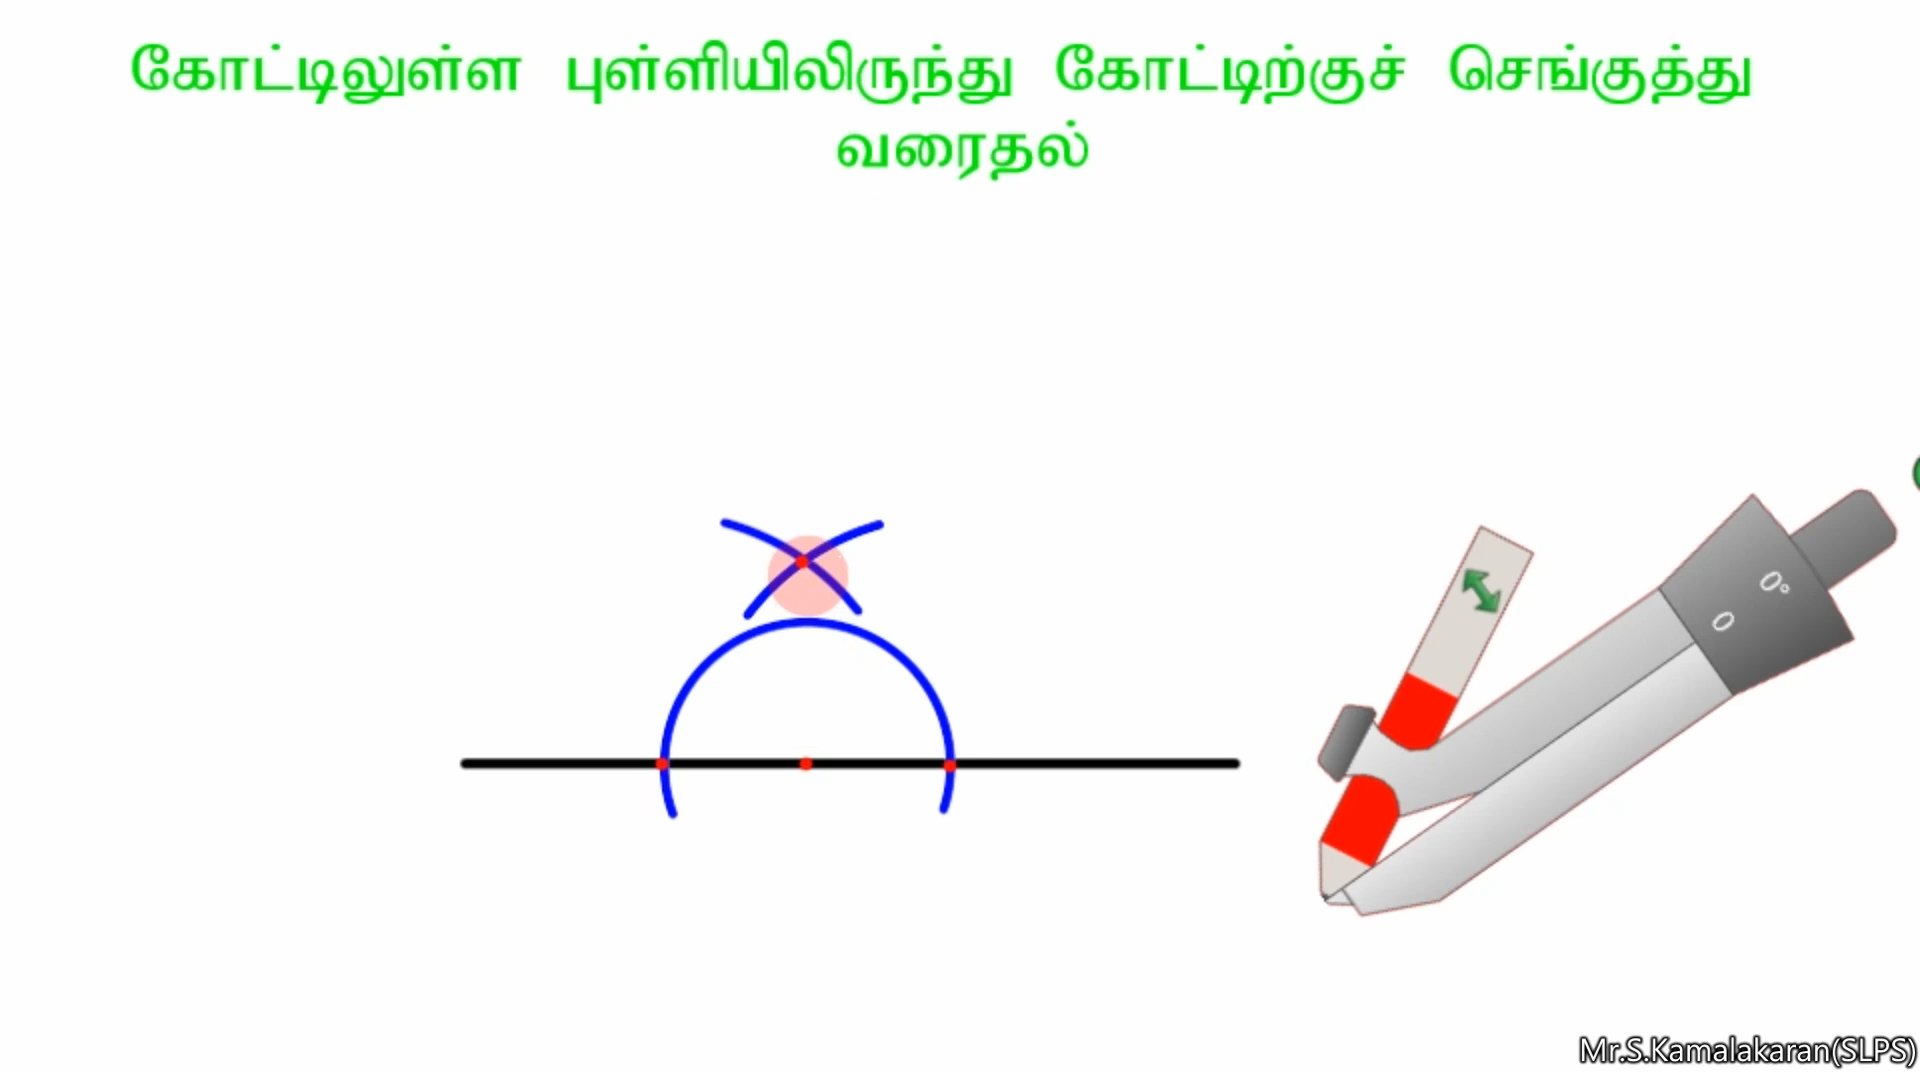 கோட்டிலுள்ள புள்ளியிலிருந்து கோட்டிற்குச் செங்குத்து
வரைதல்
0°
0
Mr.S.Kamalakaran(SLPS)